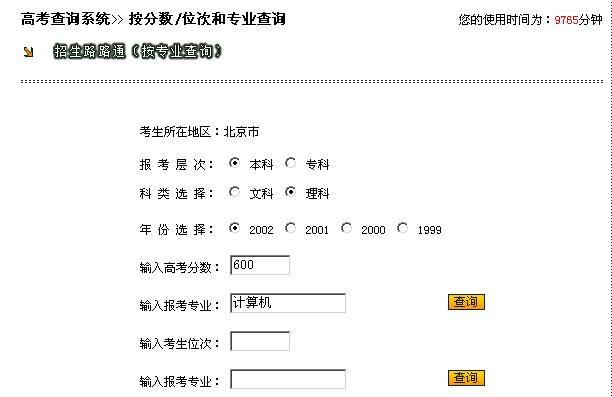 高考查询系统>> 按分数/位次和专业查询 您的使用时间为：9765分钟
招生路路通（按专业查询）
考生所在地区：北京市
报 考 层 次： 本科 专科
科 类 选 择： 文科 理科
年 份 选 择： 2002 2001 2000 1999
输入高考分数： 600
输入报考专业： 计算机 查询
输入考生位次：
输入报考专业： 查询